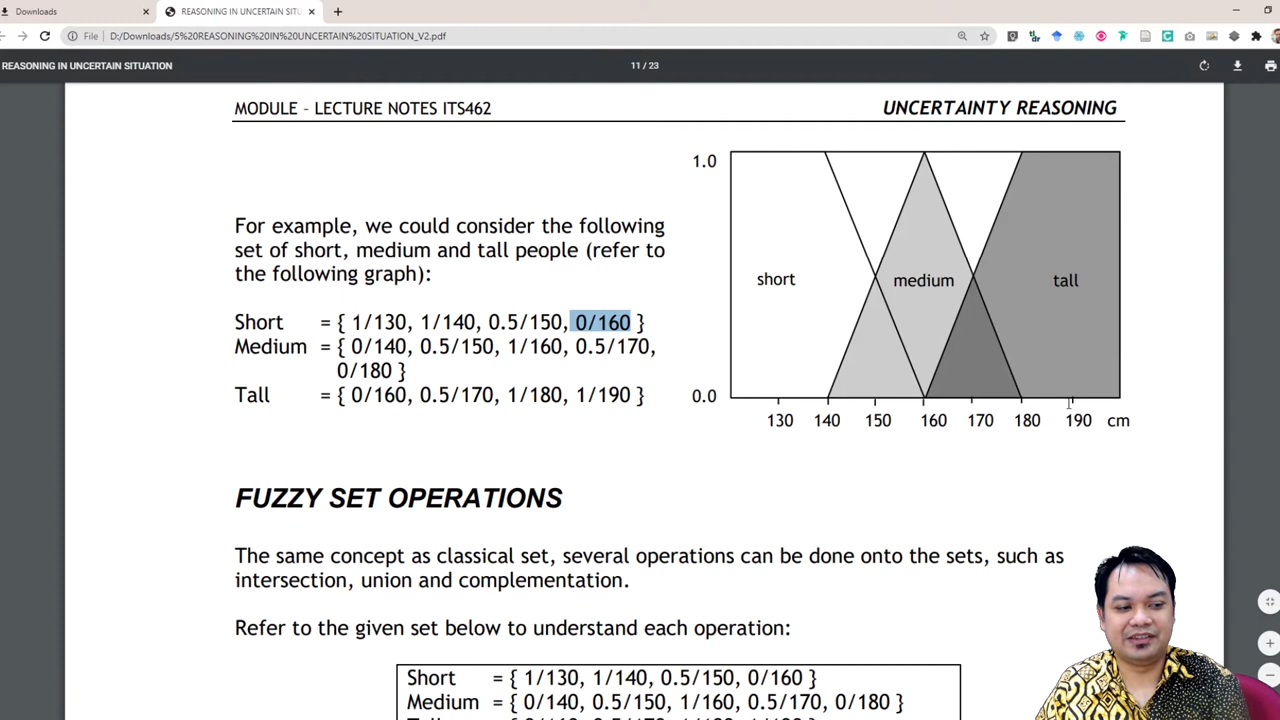 Downloads
REASONING IN UNCERTAIN SITU
File
D:/Downloads/5%20REASONING%20IN%20UNCERTAIN%20SITUATION_V2.pdf
REASONING IN UNCERTAIN SITUATION
11 / 23
MODULE – LECTURE NOTES ITS462
UNCERTAINTY REASONING
For example, we could consider the following
set of short, medium and tall people (refer to
the following graph):
Short = { 1/130, 1/140, 0.5/150, 0/160 }
Medium = { 0/140, 0.5/150, 1/160, 0.5/170,
0/180 }
Tall = { 0/160, 0.5/170, 1/180, 1/190 }
1.0
short
medium
tall
0.0
130 140 150 160 170 180 190 cm
FUZZY SET OPERATIONS
The same concept as classical set, several operations can be done onto the sets, such as
intersection, union and complementation.
Refer to the given set below to understand each operation:
Short = { 1/130, 1/140, 0.5/150, 0/160 }
Medium = { 0/140, 0.5/150, 1/160, 0.5/170, 0/180 }